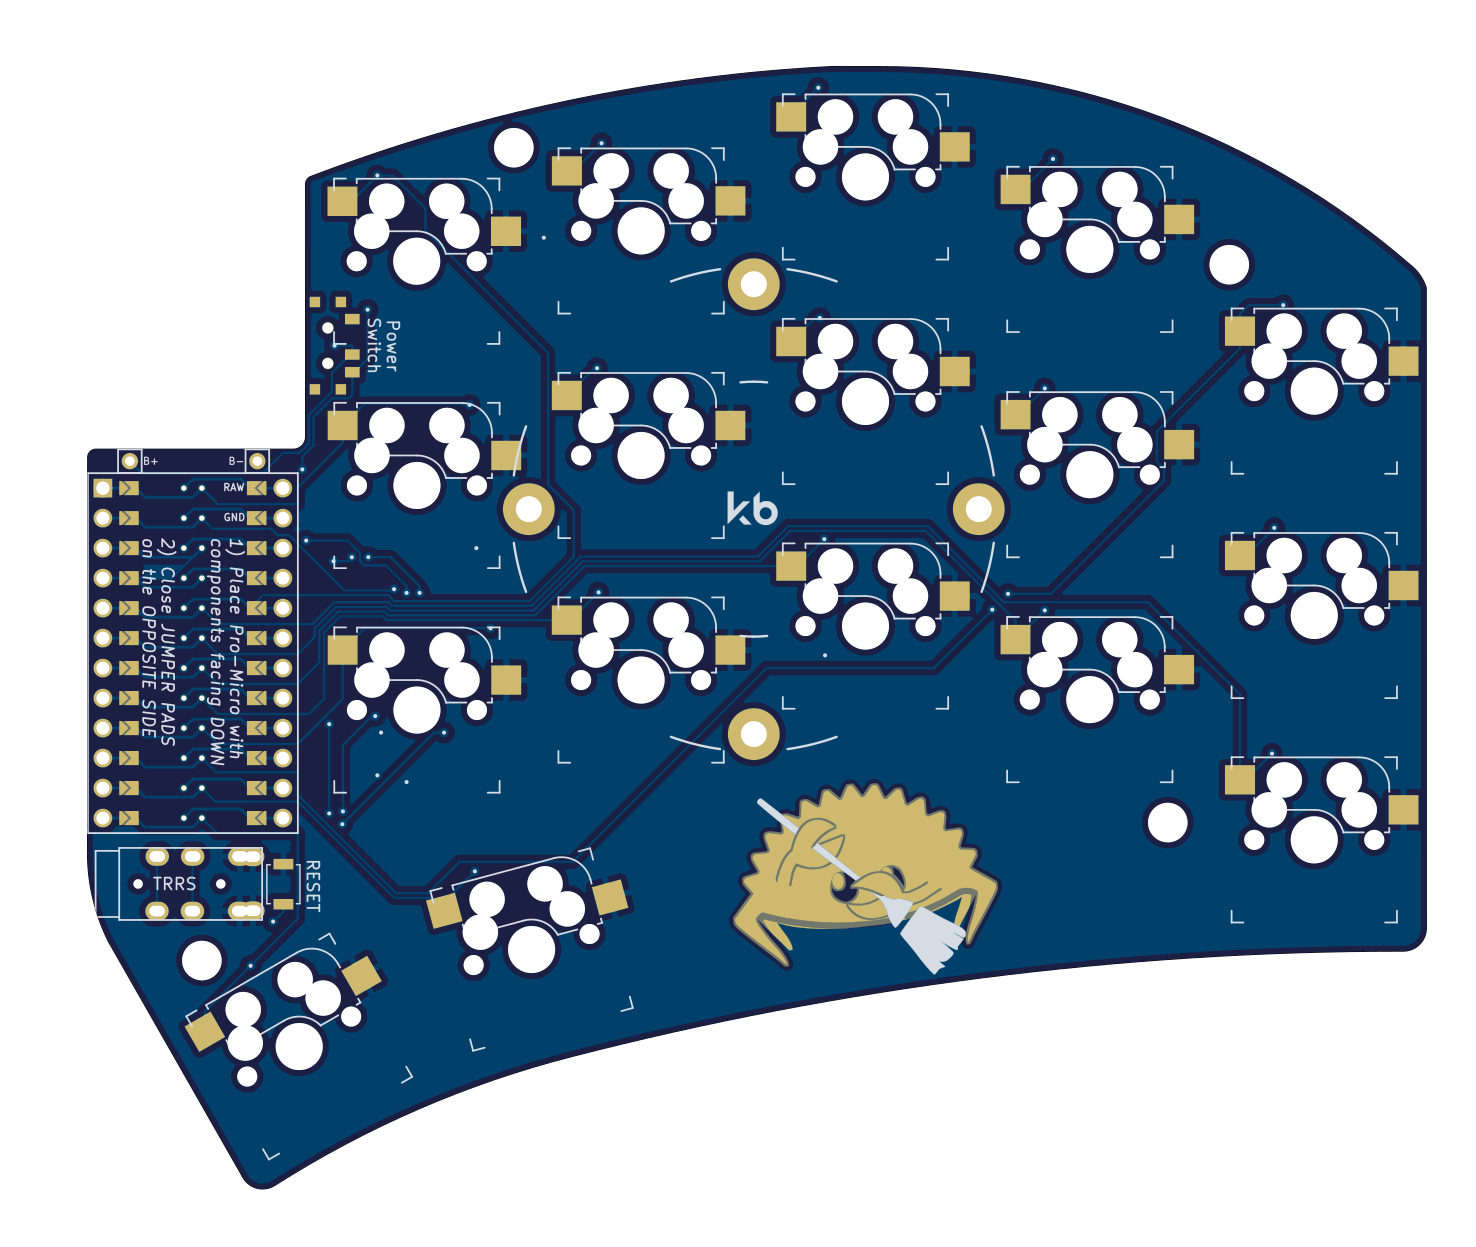 Power
Switch
B+
B-
RAW
GND
1) Place Pro-Micro with
components facing DOWN
2) Close JUMPER PADS
on the OPPOSITE SIDE
kb
TRRS
RESET